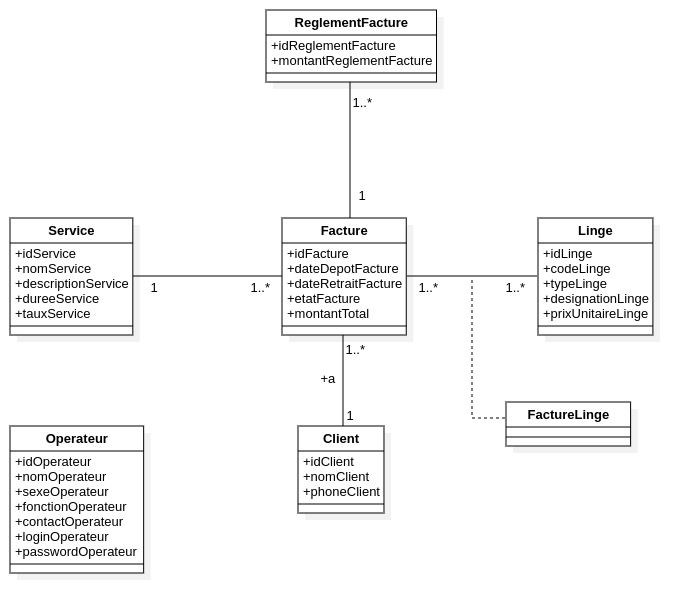 ReglementFacture
+idReglementFacture
+montantReglementFacture
1..*
1
Service
+idService
+nomService
+descriptionService
+dureeService
+tauxService
1
1..*
Facture
+idFacture
+dateDepotFacture
+dateRetraitFacture
+etatFacture
+montantTotal
1..*
1..*
Linge
+idLinge
+codeLinge
+typeLinge
+designationLinge
+prixUnitaireLinge
1..*
+a
1
FactureLinge
Operateur
+idOperateur
+nomOperateur
+sexeOperateur
+fonctionOperateur
+contactOperateur
+loginOperateur
+passwordOperateur
Client
+idClient
+nomClient
+phoneClient